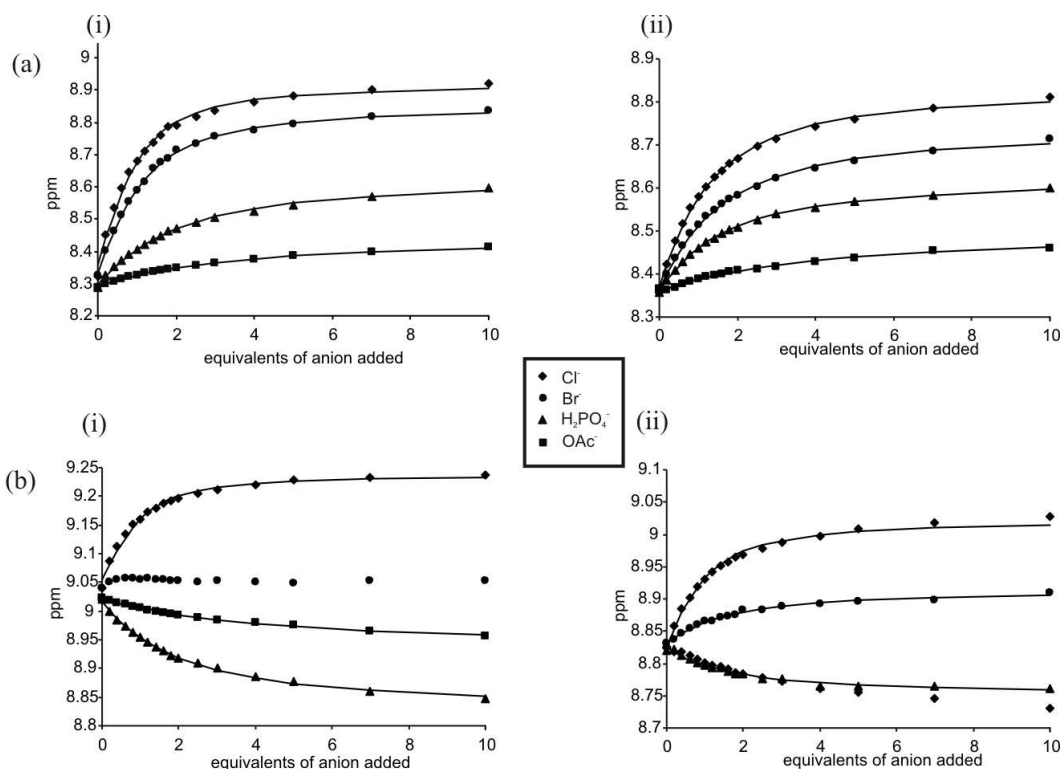 (i)
(ii)
(a)
9
8.9
8.8
8.7
8.6
8.5
8.4
8.3
8.2
ppm
0 2 4 6 8 10
equivalents of anion added
8.9
8.8
8.7
8.6
8.5
8.4
8.3
ppm
0 2 4 6 8 10
equivalents of anion added
Cl⁻
Br⁻
H₂PO₄⁻
OAc⁻
(i)
(ii)
(b)
9.25
9.2
9.15
9.1
9.05
9
8.95
8.9
8.85
8.8
ppm
0 2 4 6 8 10
equivalents of anion added
9.1
9.05
9
8.95
8.9
8.85
8.8
8.75
8.7
ppm
0 2 4 6 8 10
equivalents of anion added